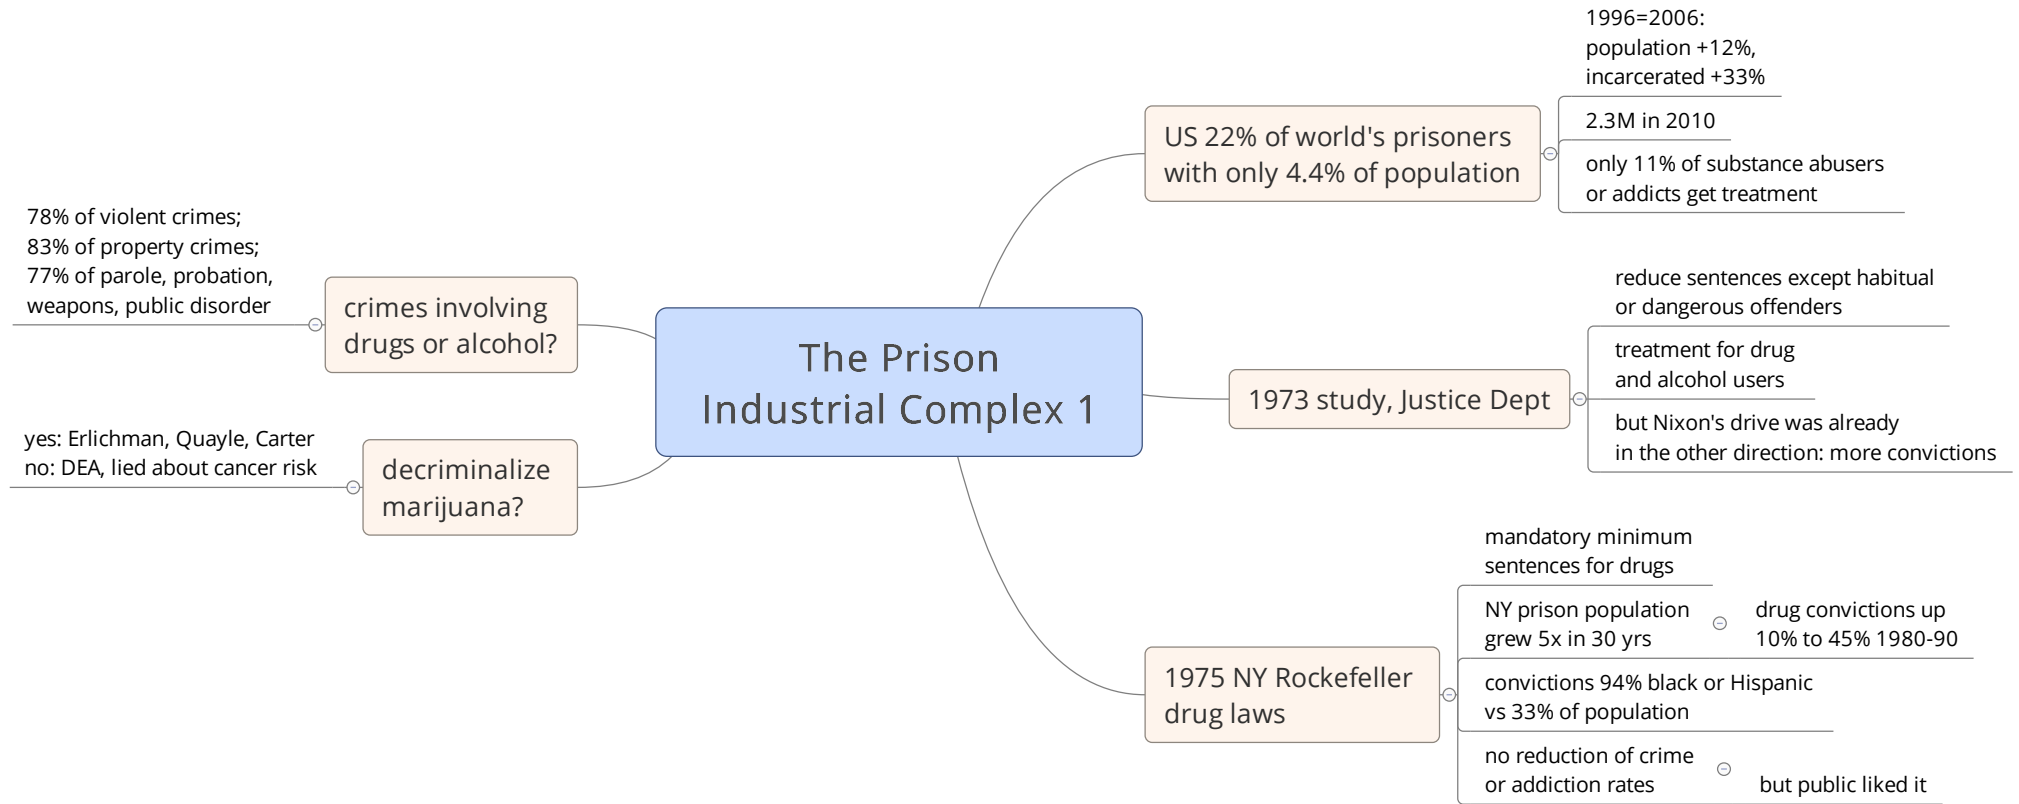 The Prison
Industrial Complex 1
US 22% of world's prisoners
with only 4.4% of population
1996=2006:
population +12%,
incarcerated +33%
2.3M in 2010
only 11% of substance abusers
or addicts get treatment
1973 study, Justice Dept
reduce sentences except habitual
or dangerous offenders
treatment for drug
and alcohol users
but Nixon's drive was already
in the other direction: more convictions
1975 NY Rockefeller
drug laws
mandatory minimum
sentences for drugs
NY prison population
grew 5x in 30 yrs
drug convictions up
10% to 45% 1980-90
convictions 94% black or Hispanic
vs 33% of population
no reduction of crime
or addiction rates
but public liked it
crimes involving
drugs or alcohol?
78% of violent crimes;
83% of property crimes;
77% of parole, probation,
weapons, public disorder
decriminalize
marijuana?
yes: Erlichman, Quayle, Carter
no: DEA, lied about cancer risk